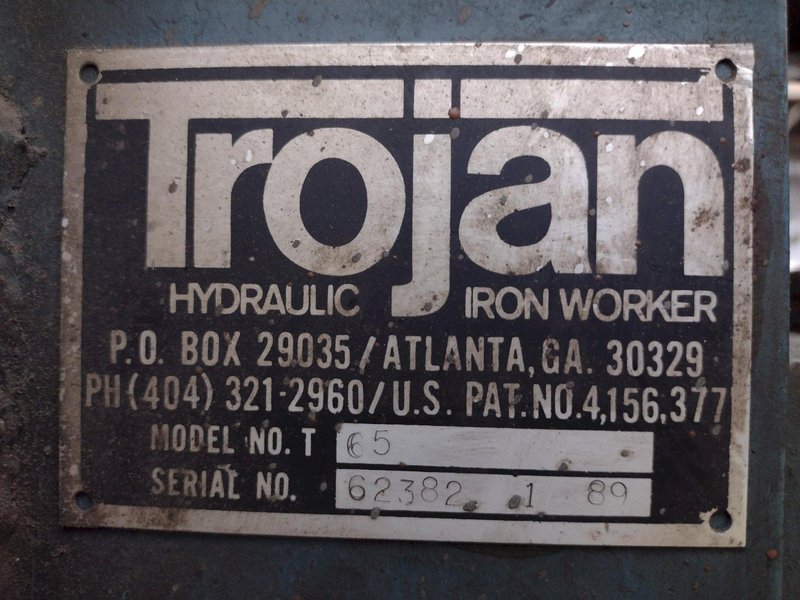 Trojan
HYDRAULIC IRON WORKER
P.O. BOX 29035/ATLANTA, GA. 30329
PH (404) 321-2960/U.S. PAT. NO. 4,156,377
MODEL NO. T 65
SERIAL NO. 62382 1 89